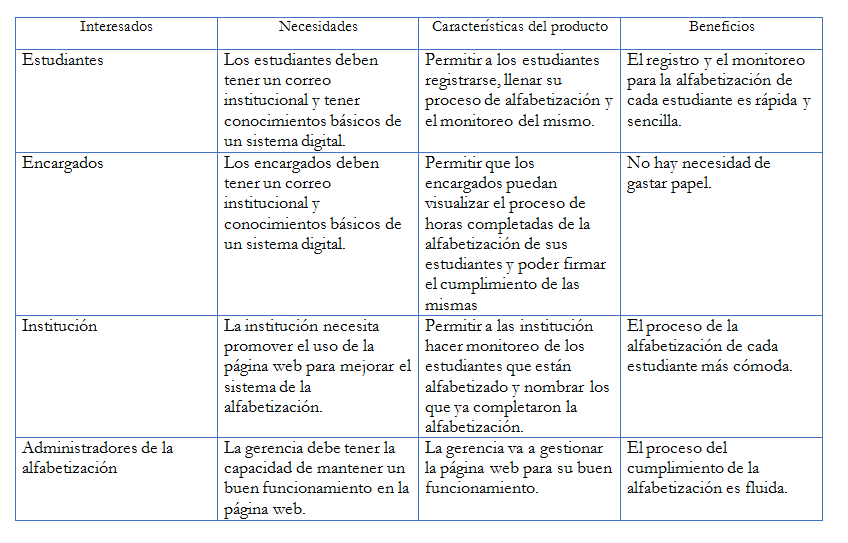 Interesados
Necesidades
Características del producto
Beneficios
Estudiantes
Los estudiantes deben
tener un correo
institucional y tener
conocimientos básicos de
un sistema digital.
Permitir a los estudiantes
registrarse, llenar su
proceso de alfabetización y
el monitoreo del mismo.
El registro y el monitoreo
para la alfabetización de
cada estudiante es rápida y
sencilla.
Encargados
Los encargados deben
tener un correo
institucional y
conocimientos básicos de
un sistema digital.
Permitir que los
encargados puedan
visualizar el proceso de
horas completadas de la
alfabetización de sus
estudiantes y poder firmar
el cumplimiento de las
mismas
No hay necesidad de
gastar papel.
Institución
La institución necesita
promover el uso de la
página web para mejorar el
sistema de la
alfabetización.
Permitir a las institución
hacer monitoreo de los
estudiantes que están
alfabetizado y nombrar los
que ya completaron la
alfabetización.
El proceso de la
alfabetización de cada
estudiante más cómoda.
Administradores de la
alfabetización
La gerencia debe tener la
capacidad de mantener un
buen funcionamiento en la
página web.
La gerencia va a gestionar
la página web para su buen
funcionamiento.
El proceso del
cumplimiento de la
alfabetización es fluida.